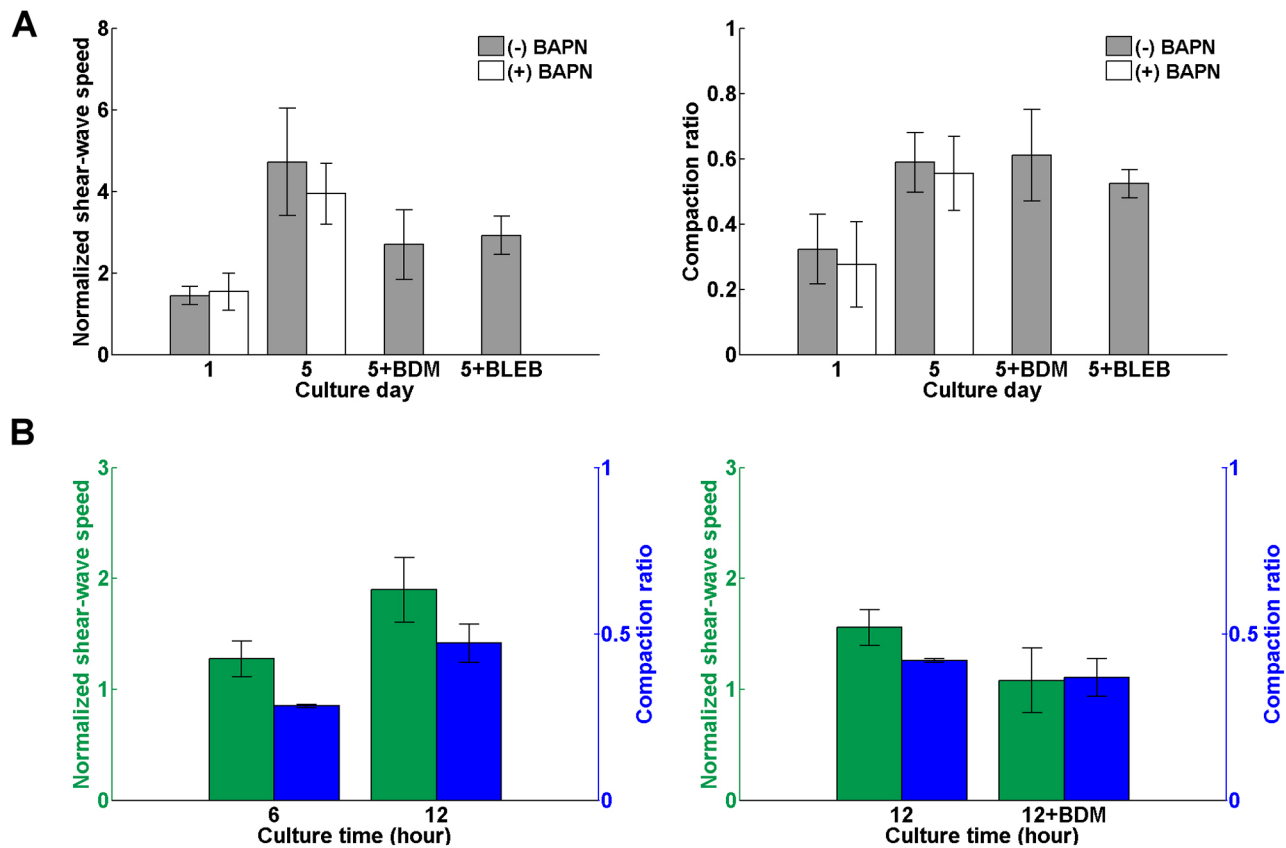 A
Normalized shear-wave speed
8
6
4
2
0
(-) BAPN
(+) BAPN
1 5 5+BDM 5+BLEB
Culture day
Compaction ratio
1
0.8
0.6
0.4
0.2
0
(-) BAPN
(+) BAPN
1 5 5+BDM 5+BLEB
Culture day
B
Normalized shear-wave speed
3
2
1
0
1
0.5
0
Compaction ratio
6 12
Culture time (hour)
Normalized shear-wave speed
3
2
1
0
1
0.5
0
Compaction ratio
12 12+BDM
Culture time (hour)